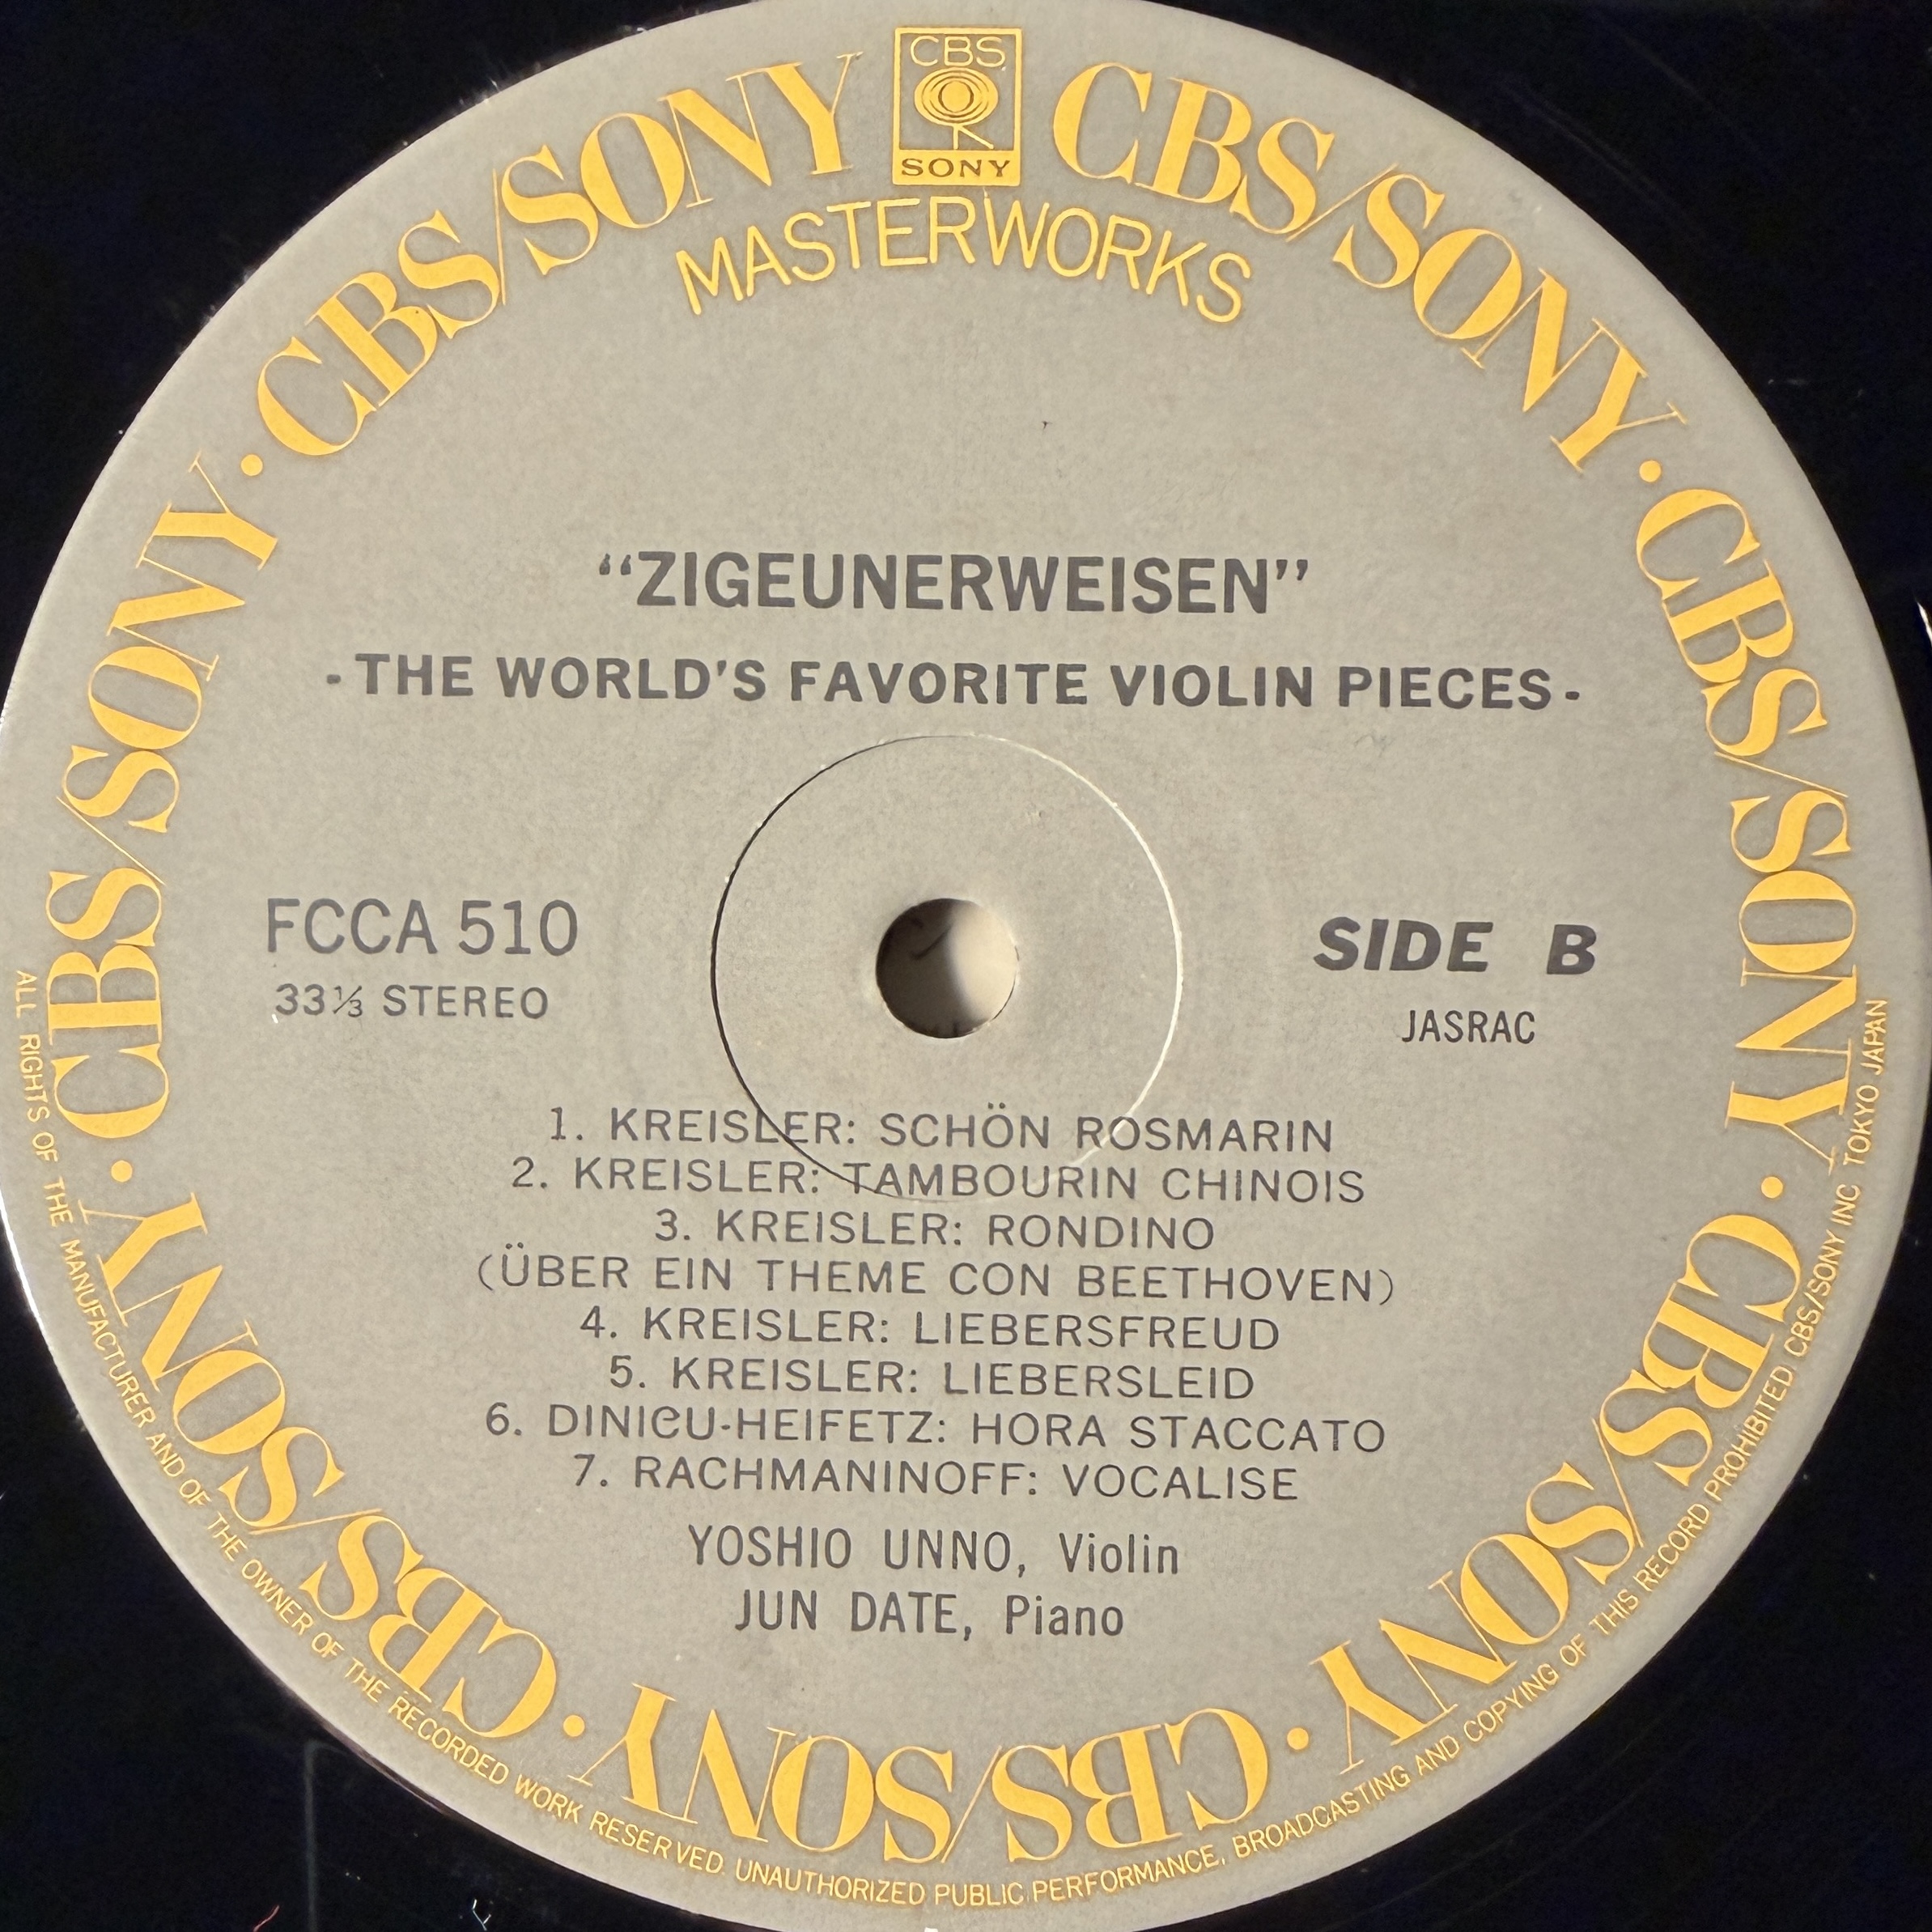 CBS
SONY
CBS/SONY · CBS/SONY · CBS/SONY · CBS/SONY · CBS/SONY · CBS/SONY · CBS/SONY
MASTERWORKS
“ZIGEUNERWEISEN”
-THE WORLD'S FAVORITE VIOLIN PIECES-
FCCA 510
33⅓ STEREO
SIDE B
JASRAC
1. KREISLER: SCHÖN ROSMARIN
2. KREISLER: TAMBOURIN CHINOIS
3. KREISLER: RONDINO
(ÜBER EIN THEME CON BEETHOVEN)
4. KREISLER: LIEBERSFREUD
5. KREISLER: LIEBERSLEID
6. DINICU-HEIFETZ: HORA STACCATO
7. RACHMANINOFF: VOCALISE
YOSHIO UNNO, Violin
JUN DATE, Piano
ALL RIGHTS OF THE MANUFACTURER AND OF THE OWNER OF THE RECORDED WORK RESERVED. UNAUTHORIZED PUBLIC PERFORMANCE, BROADCASTING AND COPYING OF THIS RECORD PROHIBITED. CBS/SONY INC TOKYO JAPAN